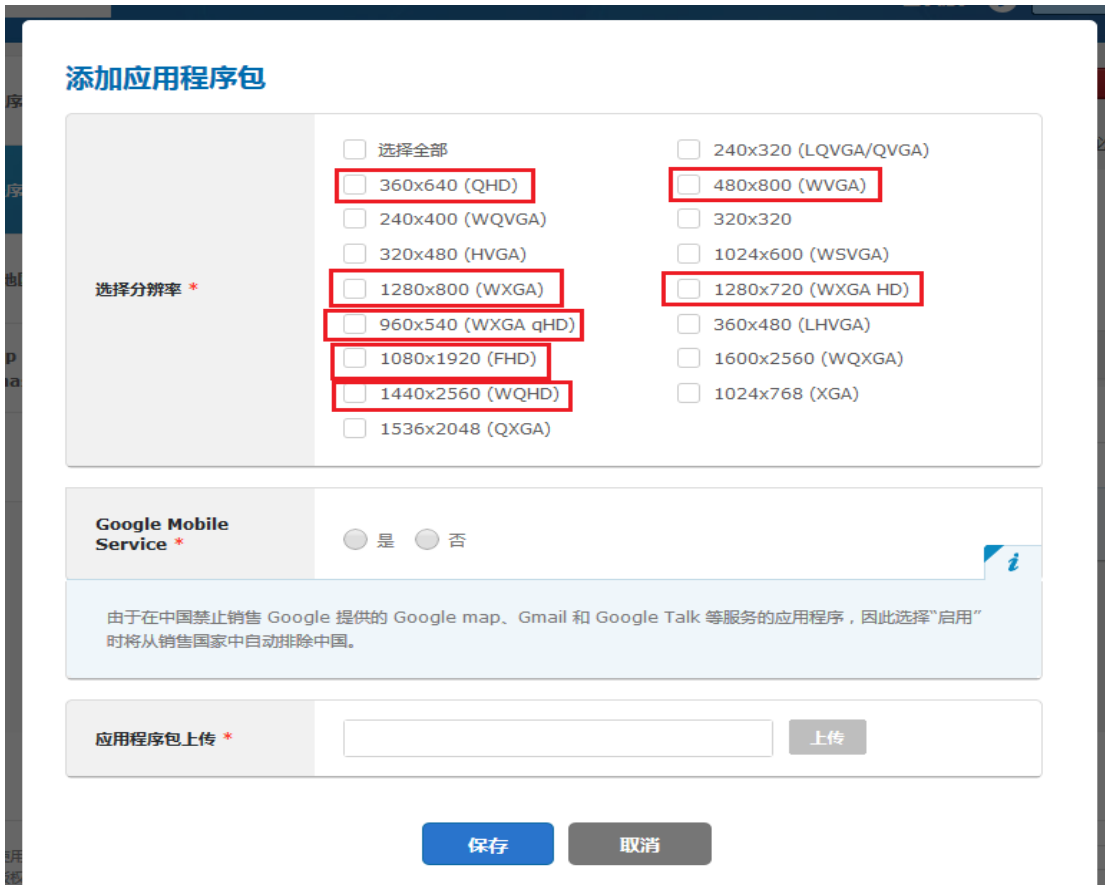 添加应用程序包
选择分辨率 *
选择全部
240x320 (LQVGA/QVGA)
360x640 (QHD)
480x800 (WVGA)
240x400 (WQVGA)
320x320
320x480 (HVGA)
1024x600 (WSVGA)
1280x800 (WXGA)
1280x720 (WXGA HD)
960x540 (WXGA qHD)
360x480 (LHVGA)
1080x1920 (FHD)
1600x2560 (WQXGA)
1440x2560 (WQHD)
1024x768 (XGA)
1536x2048 (QXGA)
Google Mobile
Service *
是
否
i
由于在中国禁止销售 Google 提供的 Google map、Gmail 和 Google Talk 等服务的应用程序，因此选择“启用”
时将从销售国家中自动排除中国。
应用程序包上传 *
上传
保存
取消